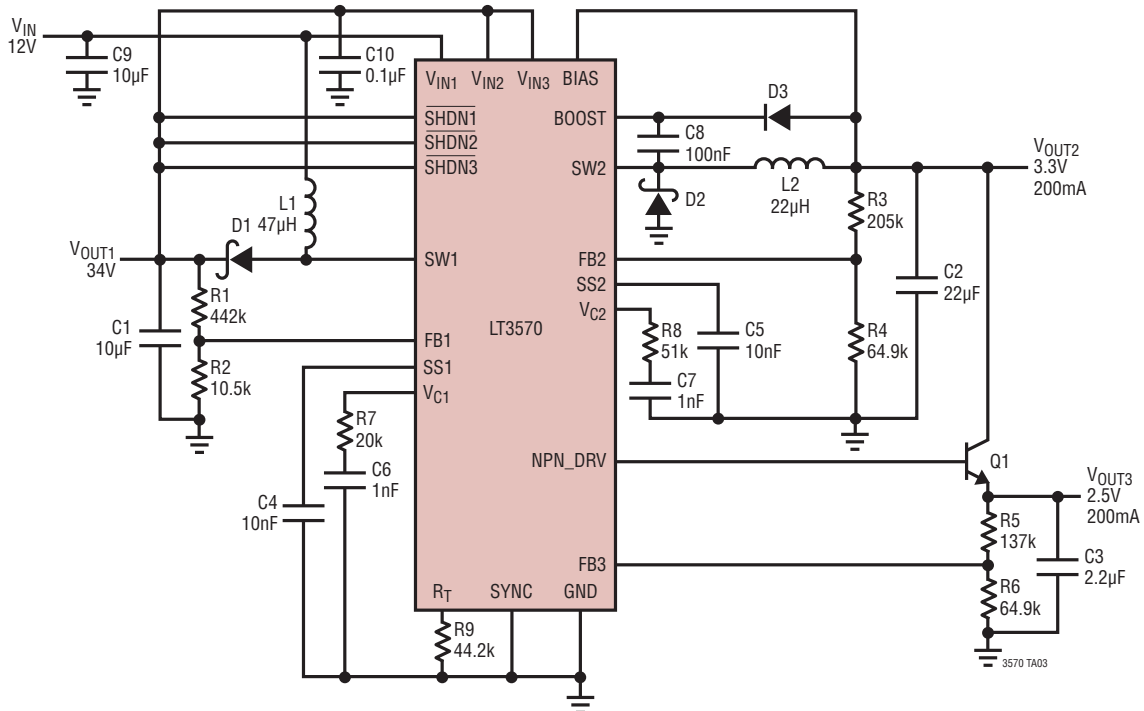 VIN
12V
C9
10µF
C10
0.1µF
VIN1 VIN2 VIN3 BIAS
SHDN1
SHDN2
SHDN3
BOOST
D3
C8
100nF
SW2
D2
L2
22µH
VOUT2
3.3V
200mA
R3
205k
L1
47µH
D1
VOUT1
34V
SW1
FB2
SS2
VC2
C2
22µF
R1
442k
C1
10µF
R2
10.5k
LT3570
R8
51k
C5
10nF
R4
64.9k
C7
1nF
FB1
SS1
VC1
R7
20k
C6
1nF
C4
10nF
NPN_DRV
Q1
VOUT3
2.5V
200mA
R5
137k
C3
2.2µF
FB3
R6
64.9k
RT SYNC GND
R9
44.2k
3570 TA03